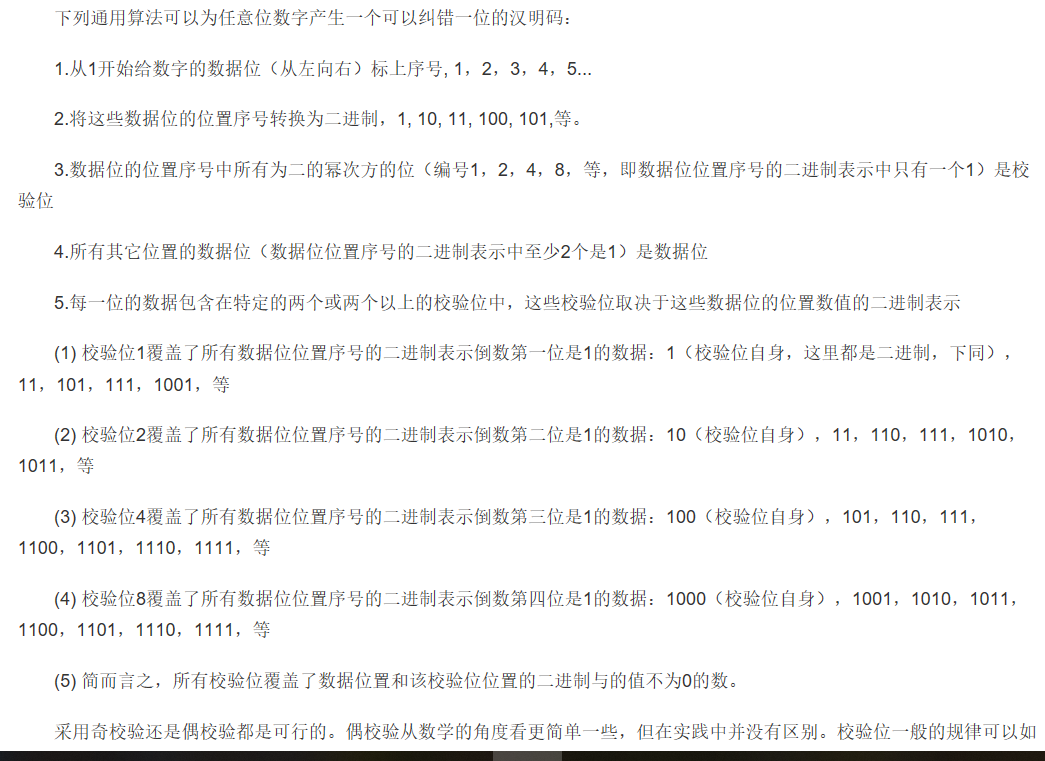 下列通用算法可以为任意位数字产生一个可以纠错一位的汉明码：
1.从1开始给数字的数据位（从左向右）标上序号, 1，2，3，4，5...
2.将这些数据位的位置序号转换为二进制，1, 10, 11, 100, 101,等。
3.数据位的位置序号中所有为二的幂次方的位（编号1，2，4，8，等，即数据位位置序号的二进制表示中只有一个1）是校
验位
4.所有其它位置的数据位（数据位位置序号的二进制表示中至少2个是1）是数据位
5.每一位的数据包含在特定的两个或两个以上的校验位中，这些校验位取决于这些数据位的位置数值的二进制表示
(1) 校验位1覆盖了所有数据位位置序号的二进制表示倒数第一位是1的数据：1（校验位自身，这里都是二进制，下同），
11，101，111，1001，等
(2) 校验位2覆盖了所有数据位位置序号的二进制表示倒数第二位是1的数据：10（校验位自身），11，110，111，1010，
1011，等
(3) 校验位4覆盖了所有数据位位置序号的二进制表示倒数第三位是1的数据：100（校验位自身），101，110，111，
1100，1101，1110，1111，等
(4) 校验位8覆盖了所有数据位位置序号的二进制表示倒数第四位是1的数据：1000（校验位自身），1001，1010，1011，
1100，1101，1110，1111，等
(5) 简而言之，所有校验位覆盖了数据位置和该校验位位置的二进制与的值不为0的数。
采用奇校验还是偶校验都是可行的。偶校验从数学的角度看更简单一些，但在实践中并没有区别。校验位一般的规律可以如